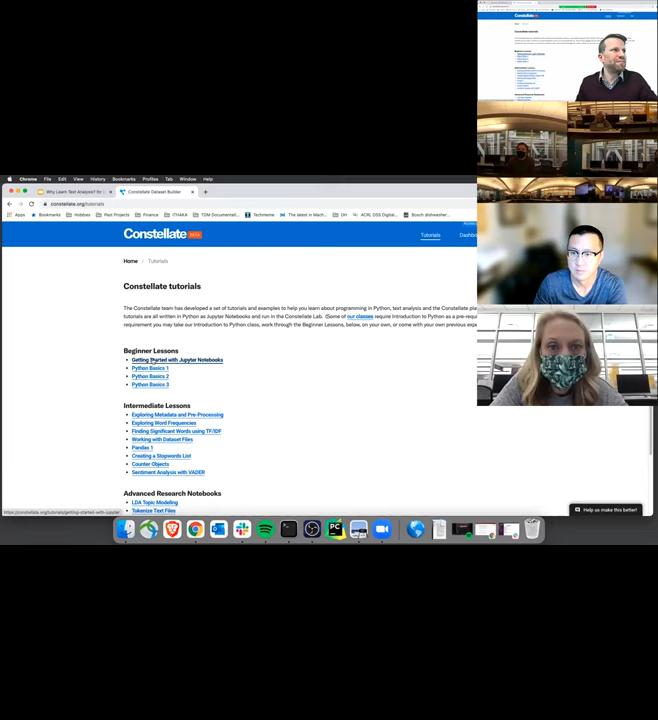 Chrome File Edit View History Bookmarks Profiles Tab Window Help
Why Learn Text Analysis? for
Constellate Dataset Builder
constellate.org/tutorials
Apps Bookmarks Hobbies Past Projects Finance ITHAKA TDM Documentati... Techmeme The latest in Mach... DH ACRL DSS Digital... Bosch dishwasher...
Constellate BETA
Tutorials
Home / Tutorials
Constellate tutorials
The Constellate team has developed a set of tutorials and examples to help you learn about programming in Python, text analysis and the Constellate
tutorials are all written in Python as Jupyter Notebooks and run in the Constellate Lab. (Some of our classes require Introduction to Python as a
requirement you may take our Introduction to Python class, work through the Beginner Lessons, below, on your own, or come with your own previous
Beginner Lessons
Getting Started with Jupyter Notebooks
Python Basics 1
Python Basics 2
Python Basics 3
Intermediate Lessons
Exploring Metadata and Pre-Processing
Exploring Word Frequencies
Finding Significant Words using TF/IDF
Working with Dataset Files
Pandas 1
Creating a Stopwords List
Counter Objects
Sentiment Analysis with VADER
Advanced Research Notebooks
LDA Topic Modeling
Tokenize Text Files
https://constellate.org/tutorials/getting-started-with-jupyter
Help us make this better!
PC